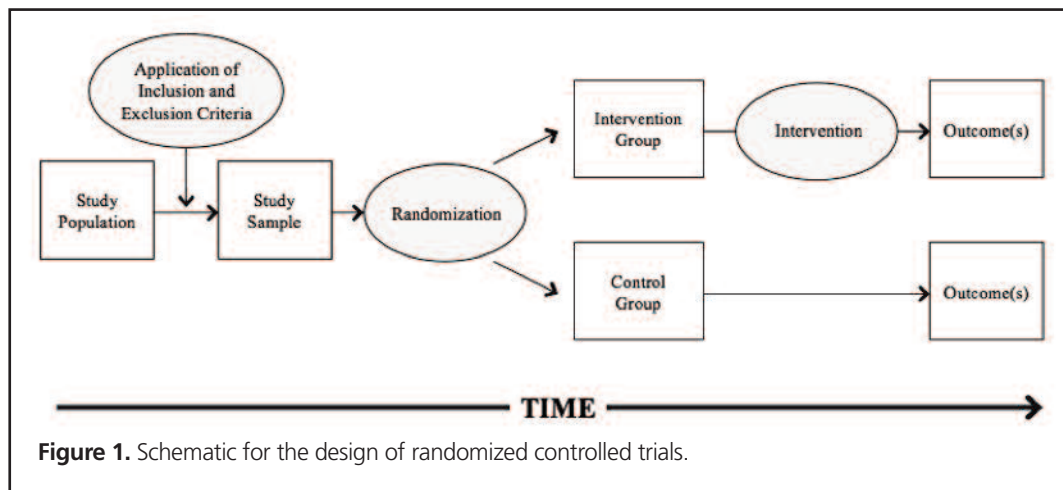 Application of
Inclusion and
Exclusion Criteria
Study
Population
Study
Sample
Randomization
Intervention
Group
Intervention
Outcome(s)
Control
Group
Outcome(s)
TIME
Figure 1. Schematic for the design of randomized controlled trials.